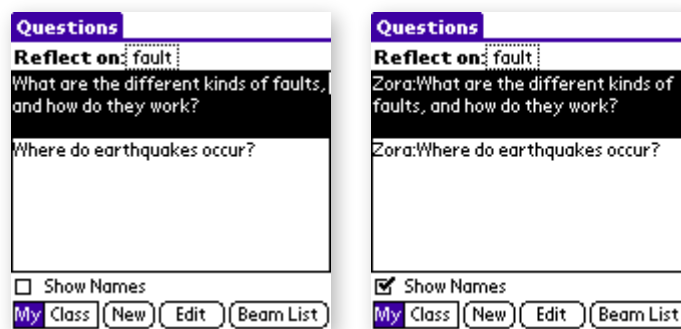 Questions
Reflect on: fault
What are the different kinds of faults,
and how do they work?
Where do earthquakes occur?
Show Names
My Class New Edit Beam List
Questions
Reflect on: fault
Zora:What are the different kinds of
faults, and how do they work?
Zora:Where do earthquakes occur?
Show Names
My Class New Edit Beam List